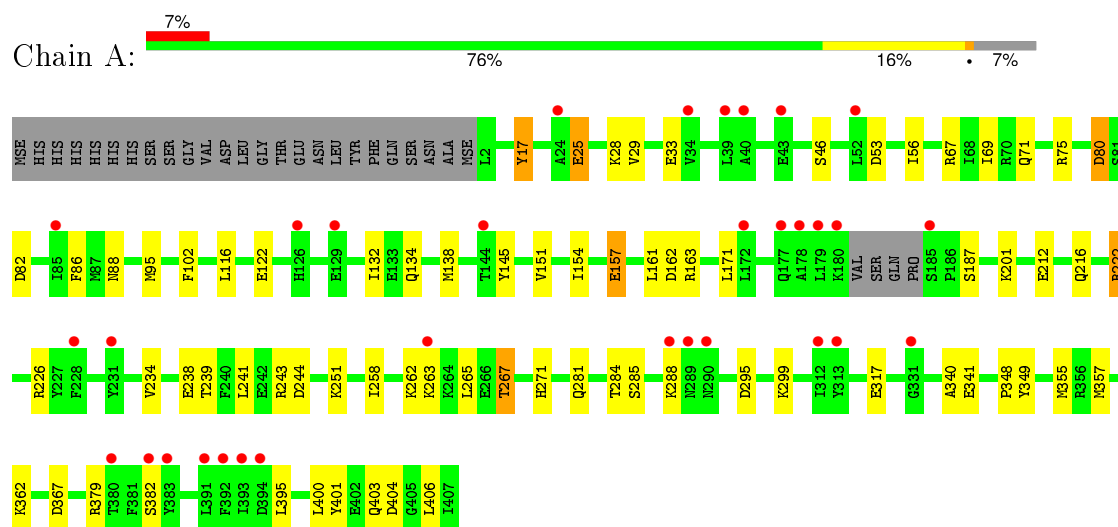 7%
Chain A:
76% 16% • 7%
MSE HIS HIS HIS HIS HIS HIS SER SER GLY VAL ASP LEU GLY THR GLU ASN LEU TYR PHE GLN SER ASN ALA MSE L2 Y17 A24 E25 K28 V29 E33 V34 L39 A40 E43 S46 L52 D53 I56 R67 I68 I69 R70 Q71 R75 D80 S81
D82 I85 F86 M87 N88 M95 F102 L116 E122 H126 E129 I132 E133 Q134 M138 T144 Y145 V151 I154 E157 L161 D162 R163 L171 L172 Q177 A178 L179 K180 VAL SER GLN PRO S185 P186 S187 K201 E212 Q216 R222
R226 Y227 F228 Y231 V234 E238 T239 F240 L241 E242 R243 D244 K251 I258 K262 K263 K264 L265 E266 T267 H271 Q281 T284 S285 K288 N289 N290 D295 K299 I312 Y313 E317 G331 A340 E341 P348 Y349 M355 R356 M357
K362 D367 R379 T380 F381 S382 Y383 L391 F392 I393 D394 L395 L400 Y401 E402 Q403 D404 G405 L406 I407